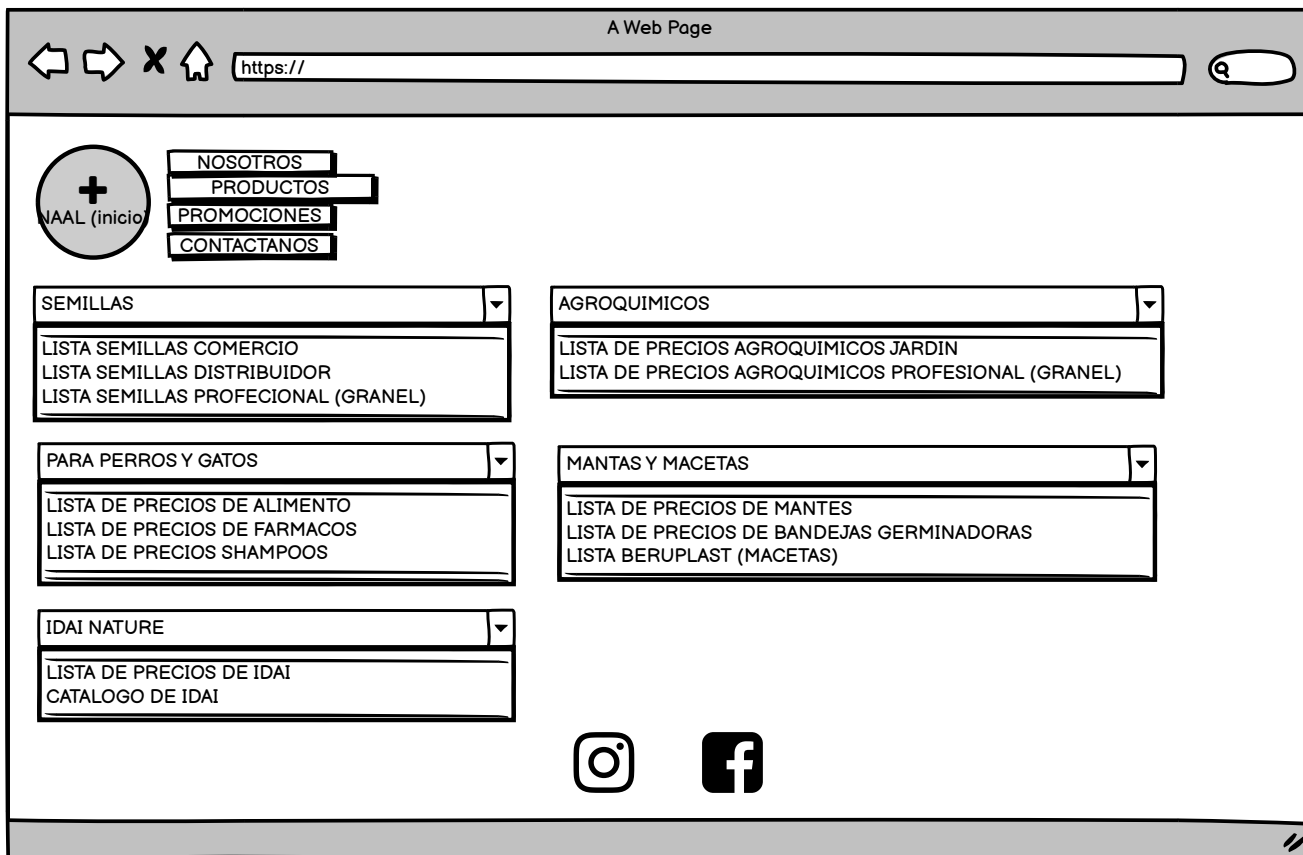 A Web Page
https://
NAAL (inicio)
NOSOTROS
PRODUCTOS
PROMOCIONES
CONTACTANOS
SEMILLAS
LISTA SEMILLAS COMERCIO
LISTA SEMILLAS DISTRIBUIDOR
LISTA SEMILLAS PROFECIONAL (GRANEL)
AGROQUIMICOS
LISTA DE PRECIOS AGROQUIMICOS JARDIN
LISTA DE PRECIOS AGROQUIMICOS PROFESIONAL (GRANEL)
PARA PERROS Y GATOS
LISTA DE PRECIOS DE ALIMENTO
LISTA DE PRECIOS DE FARMACOS
LISTA DE PRECIOS SHAMPOOS
MANTAS Y MACETAS
LISTA DE PRECIOS DE MANTES
LISTA DE PRECIOS DE BANDEJAS GERMINADORAS
LISTA BERUPLAST (MACETAS)
IDAI NATURE
LISTA DE PRECIOS DE IDAI
CATALOGO DE IDAI